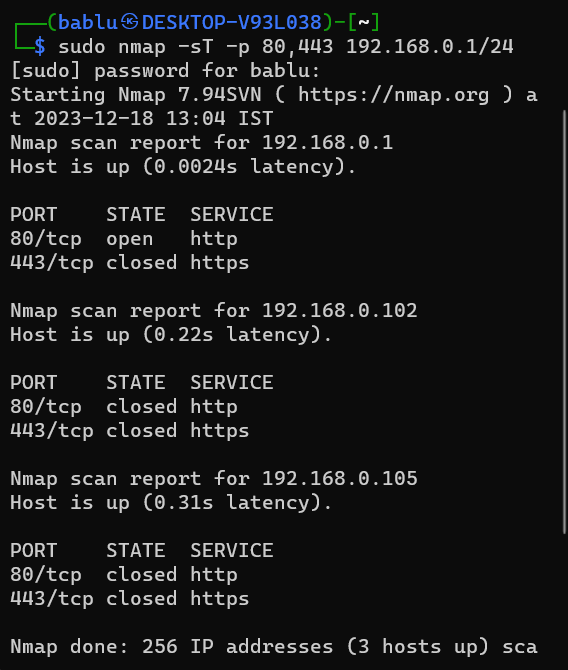 ┌──(bablu㉿DESKTOP-V93L038)-[~]
└─$ sudo nmap -sT -p 80,443 192.168.0.1/24
[sudo] password for bablu:
Starting Nmap 7.94SVN ( https://nmap.org ) a
t 2023-12-18 13:04 IST
Nmap scan report for 192.168.0.1
Host is up (0.0024s latency).

PORT    STATE  SERVICE
80/tcp  open   http
443/tcp closed https

Nmap scan report for 192.168.0.102
Host is up (0.22s latency).

PORT    STATE  SERVICE
80/tcp  closed http
443/tcp closed https

Nmap scan report for 192.168.0.105
Host is up (0.31s latency).

PORT    STATE  SERVICE
80/tcp  closed http
443/tcp closed https

Nmap done: 256 IP addresses (3 hosts up) sca